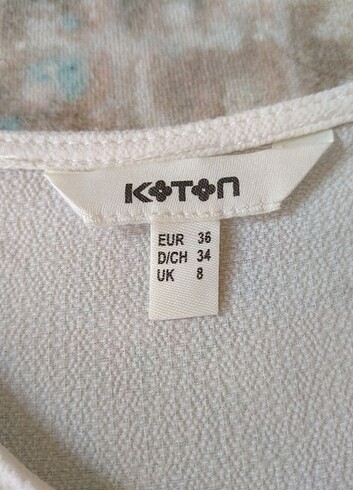 KOTON
EUR 36
D/CH 34
UK 8